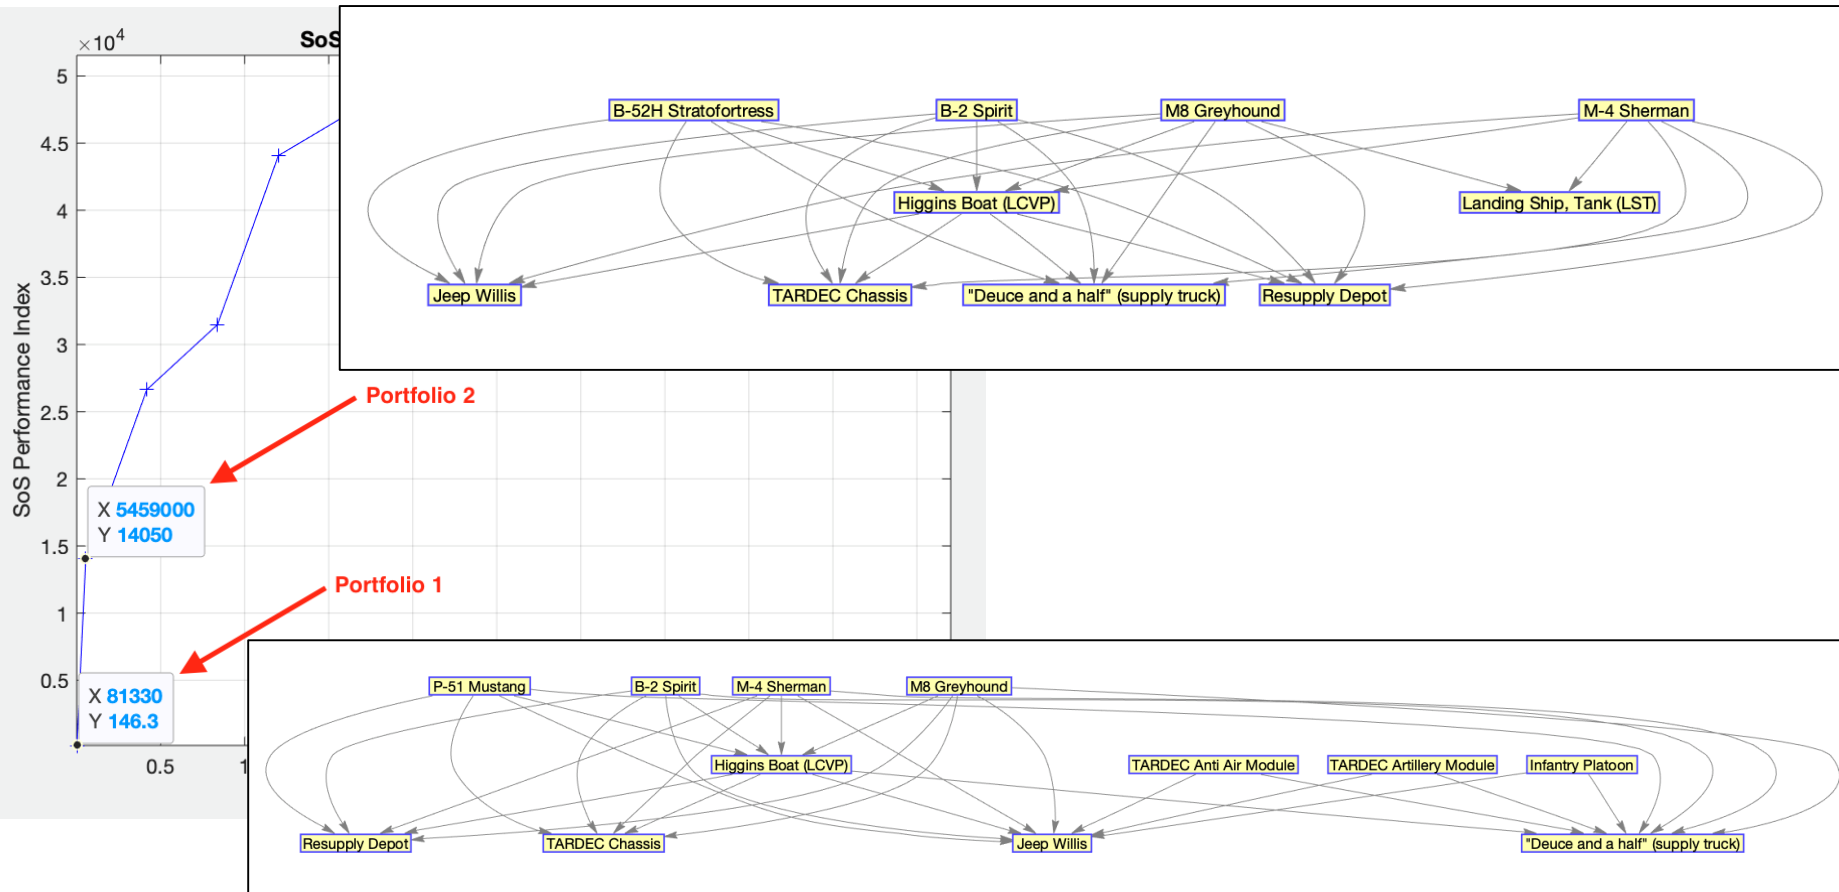 ×10⁴
SoS
5
4.5
4
3.5
3
2.5
2
1.5
1
0.5
SoS Performance Index
0.5
1
B-52H Stratofortress
B-2 Spirit
M8 Greyhound
M-4 Sherman
Higgins Boat (LCVP)
Landing Ship, Tank (LST)
Jeep Willis
TARDEC Chassis
"Deuce and a half" (supply truck)
Resupply Depot
Portfolio 2
X 5459000
Y 14050
Portfolio 1
X 81330
Y 146.3
P-51 Mustang
B-2 Spirit
M-4 Sherman
M8 Greyhound
Higgins Boat (LCVP)
TARDEC Anti Air Module
TARDEC Artillery Module
Infantry Platoon
Resupply Depot
TARDEC Chassis
Jeep Willis
"Deuce and a half" (supply truck)